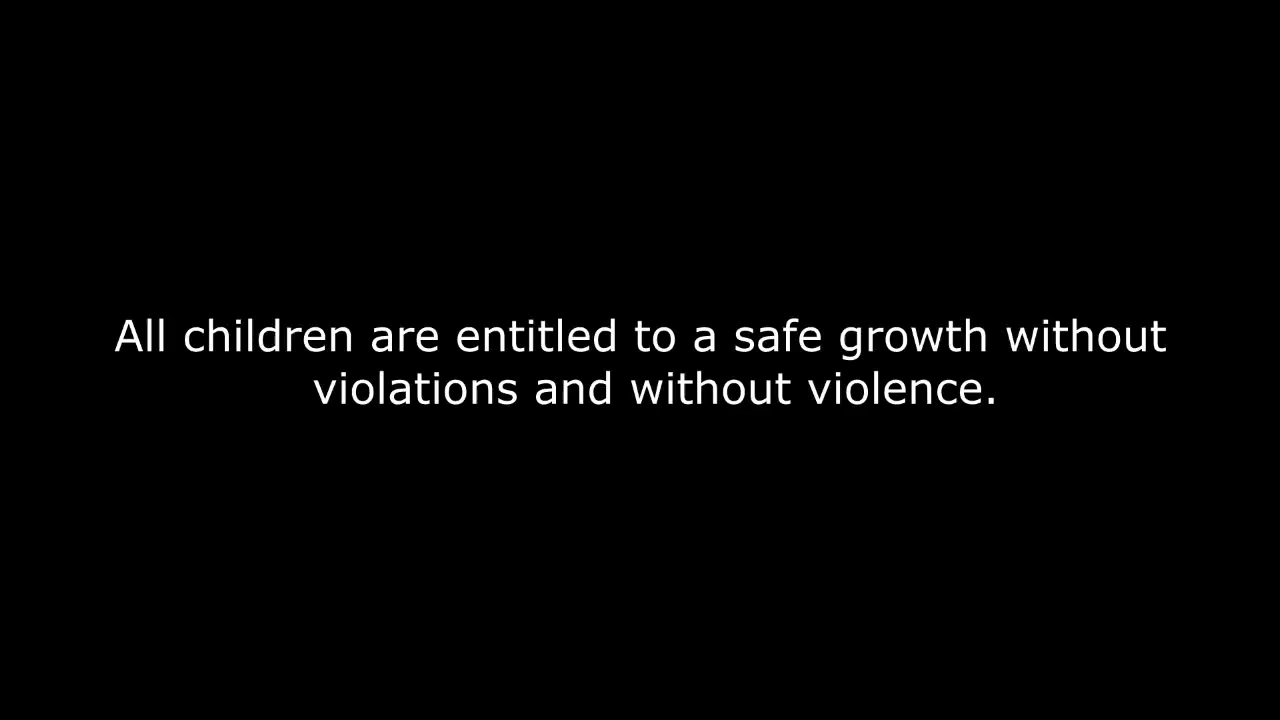 All children are entitled to a safe growth without
violations and without violence.